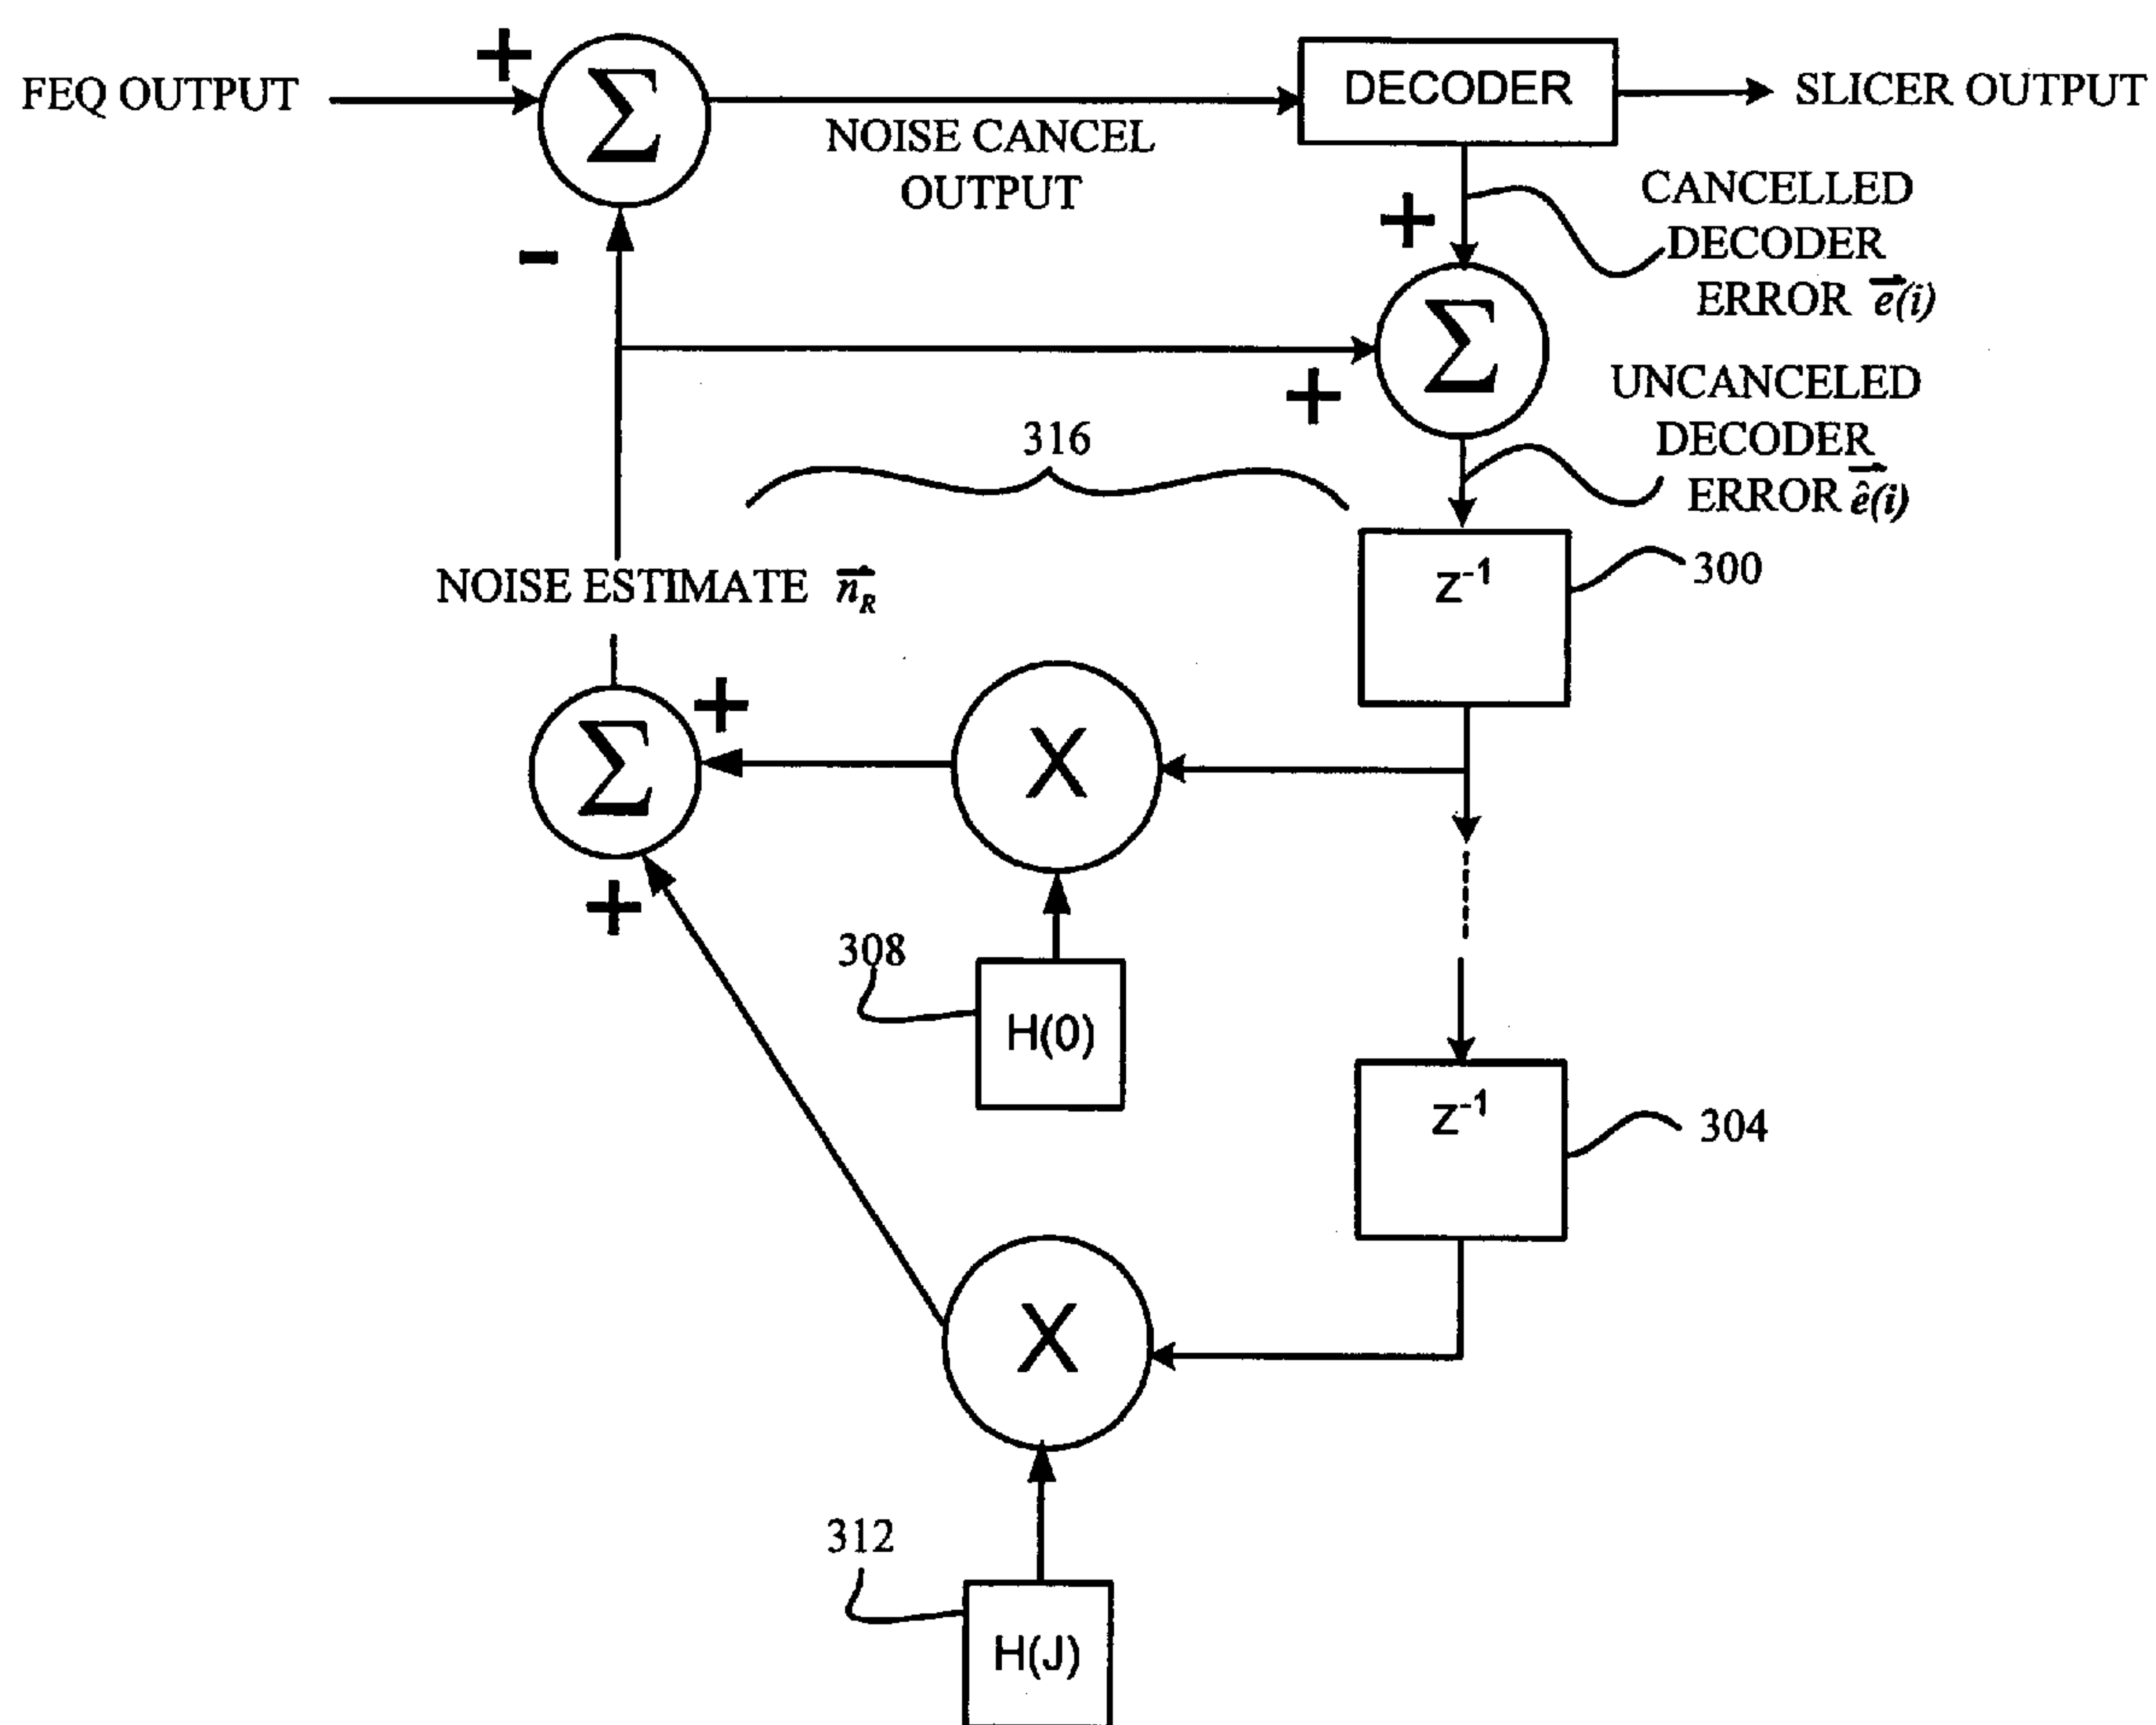 +
FEQ OUTPUT
Σ
DECODER
SLICER OUTPUT
NOISE CANCEL
OUTPUT
-
+
CANCELLED
DECODER
ERROR e(i)
Σ
+
UNCANCELED
DECODER
ERROR ê(i)
316
Z⁻¹
300
NOISE ESTIMATE n_R
+
Σ
X
+
308
H(0)
Z⁻¹
304
X
312
H(J)